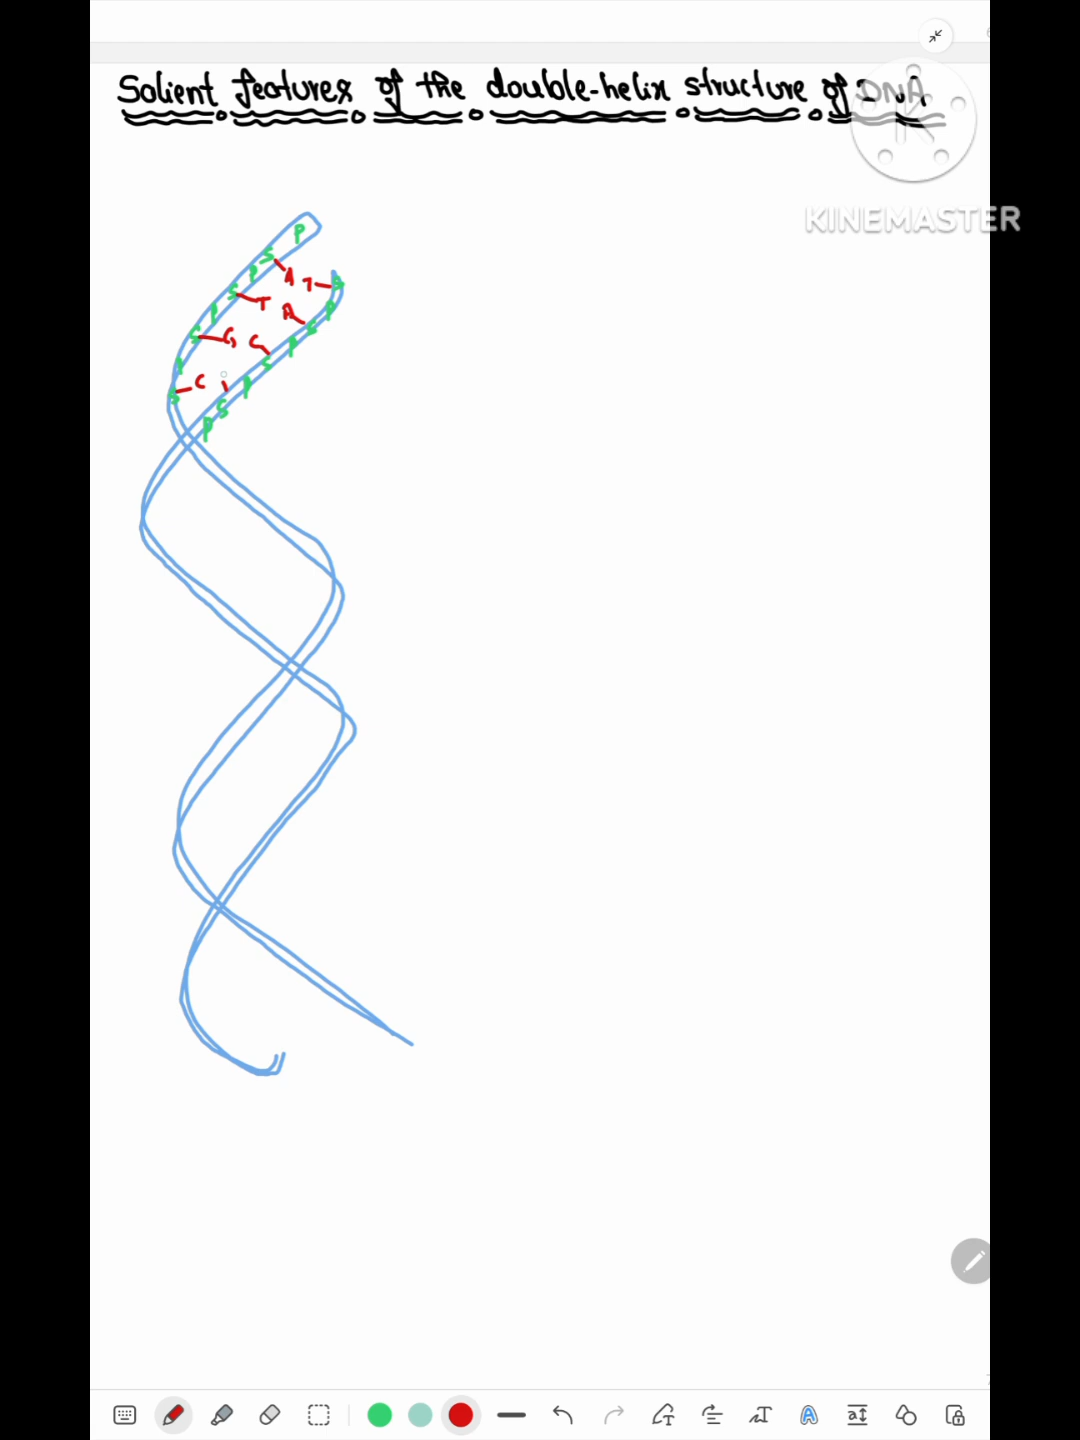 Salient features of the double-helix structure of DNA
KINEMASTER
P
S
P A T S
S T P
P A S
S G C P
P S
C P
S S
P